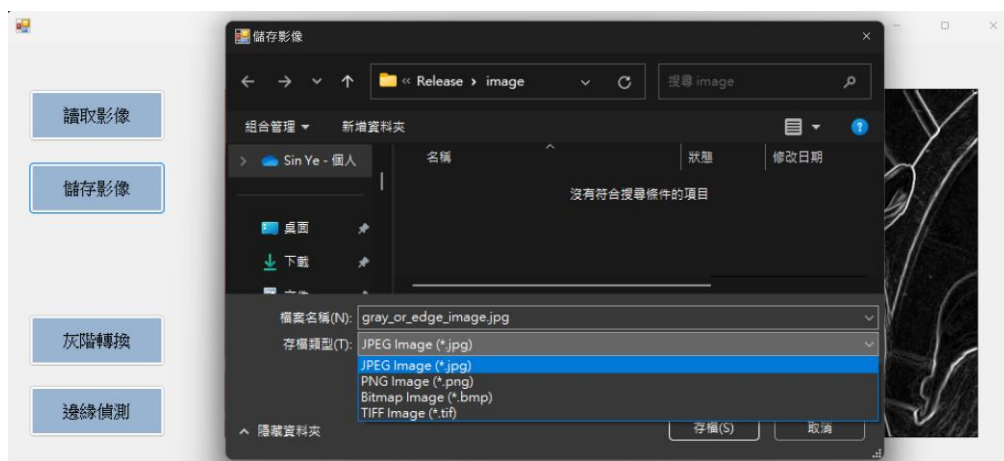 儲存影像
« Release › image
搜尋 image
讀取影像
組合管理
新增資料夾
Sin Ye - 個人
名稱
狀態
修改日期
儲存影像
沒有符合搜尋條件的項目
桌面
下載
檔案名稱(N):
gray_or_edge_image.jpg
灰階轉換
存檔類型(T):
JPEG Image (*.jpg)
JPEG Image (*.jpg)
PNG Image (*.png)
Bitmap Image (*.bmp)
TIFF Image (*.tif)
邊緣偵測
隱藏資料夾
存檔(S)
取消